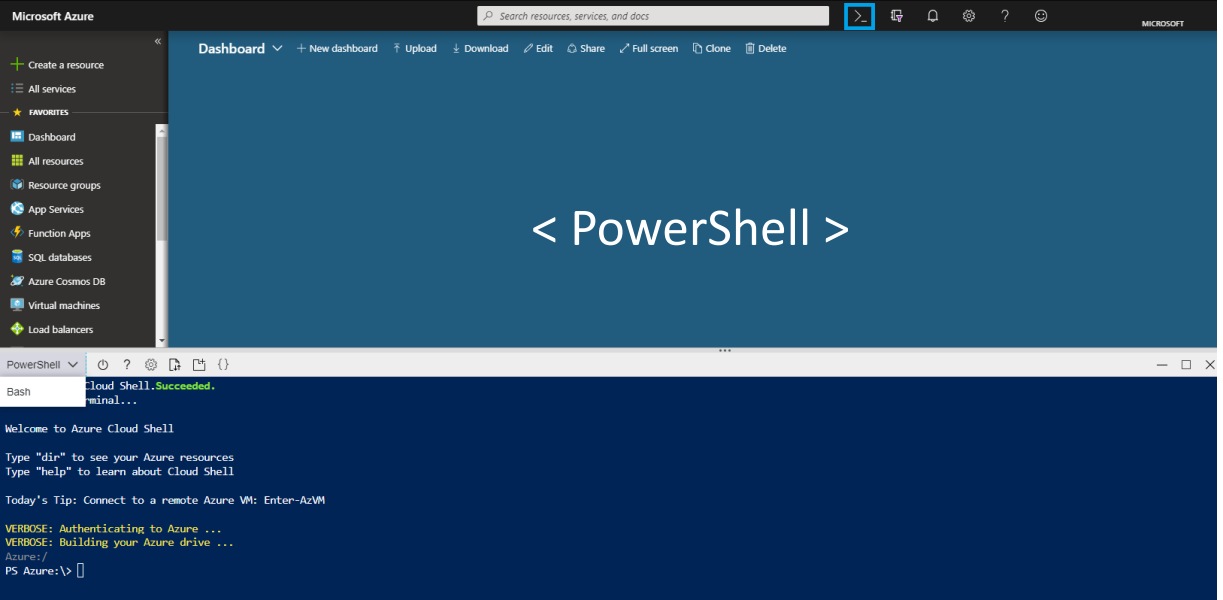 Microsoft Azure
Search resources, services, and docs
MICROSOFT
Create a resource
All services
FAVORITES
Dashboard
All resources
Resource groups
App Services
Function Apps
SQL databases
Azure Cosmos DB
Virtual machines
Load balancers
Dashboard New dashboard Upload Download Edit Share Full screen Clone Delete
< PowerShell >
PowerShell
Bash
Cloud Shell.Succeeded.
rminal...
Welcome to Azure Cloud Shell
Type "dir" to see your Azure resources
Type "help" to learn about Cloud Shell
Today's Tip: Connect to a remote Azure VM: Enter-AzVM
VERBOSE: Authenticating to Azure ...
VERBOSE: Building your Azure drive ...
Azure:/
PS Azure:\>